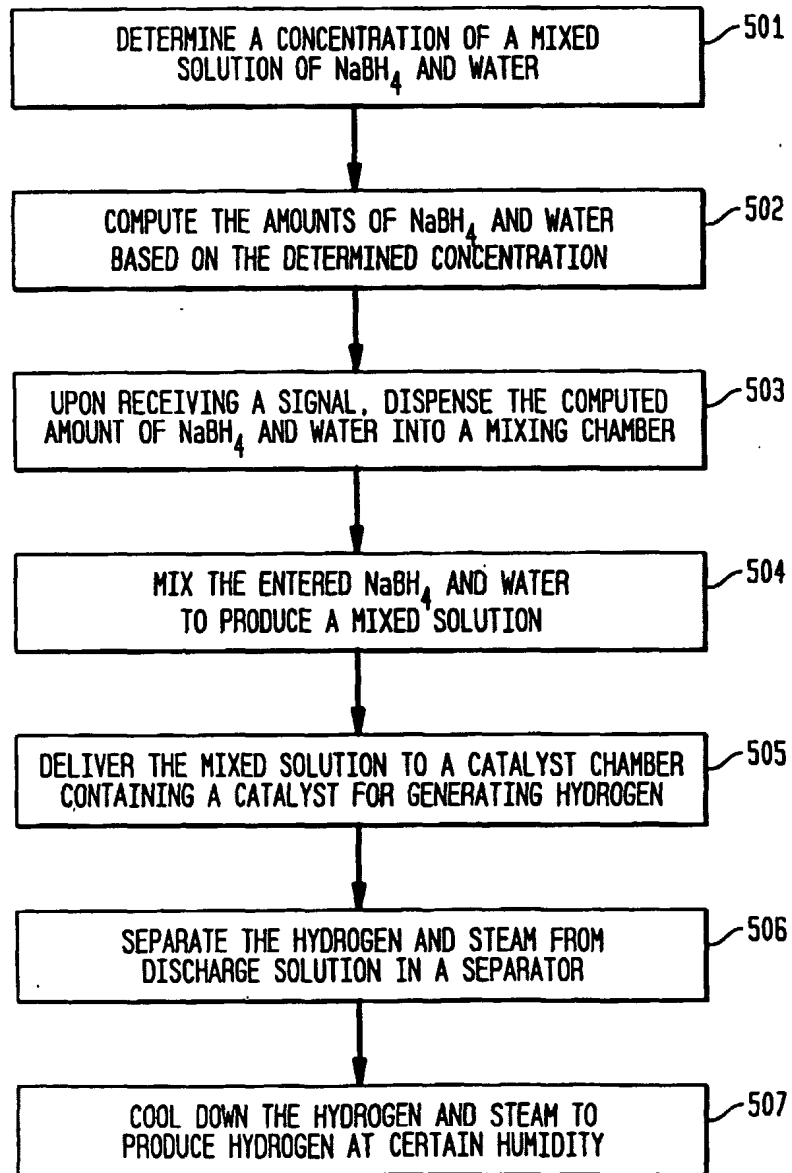 DETERMINE A CONCENTRATION OF A MIXED
SOLUTION OF NaBH4 AND WATER
501
COMPUTE THE AMOUNTS OF NaBH4 AND WATER
BASED ON THE DETERMINED CONCENTRATION
502
UPON RECEIVING A SIGNAL, DISPENSE THE COMPUTED
AMOUNT OF NaBH4 AND WATER INTO A MIXING CHAMBER
503
MIX THE ENTERED NaBH4 AND WATER
TO PRODUCE A MIXED SOLUTION
504
DELIVER THE MIXED SOLUTION TO A CATALYST CHAMBER
CONTAINING A CATALYST FOR GENERATING HYDROGEN
505
SEPARATE THE HYDROGEN AND STEAM FROM
DISCHARGE SOLUTION IN A SEPARATOR
506
COOL DOWN THE HYDROGEN AND STEAM TO
PRODUCE HYDROGEN AT CERTAIN HUMIDITY
507